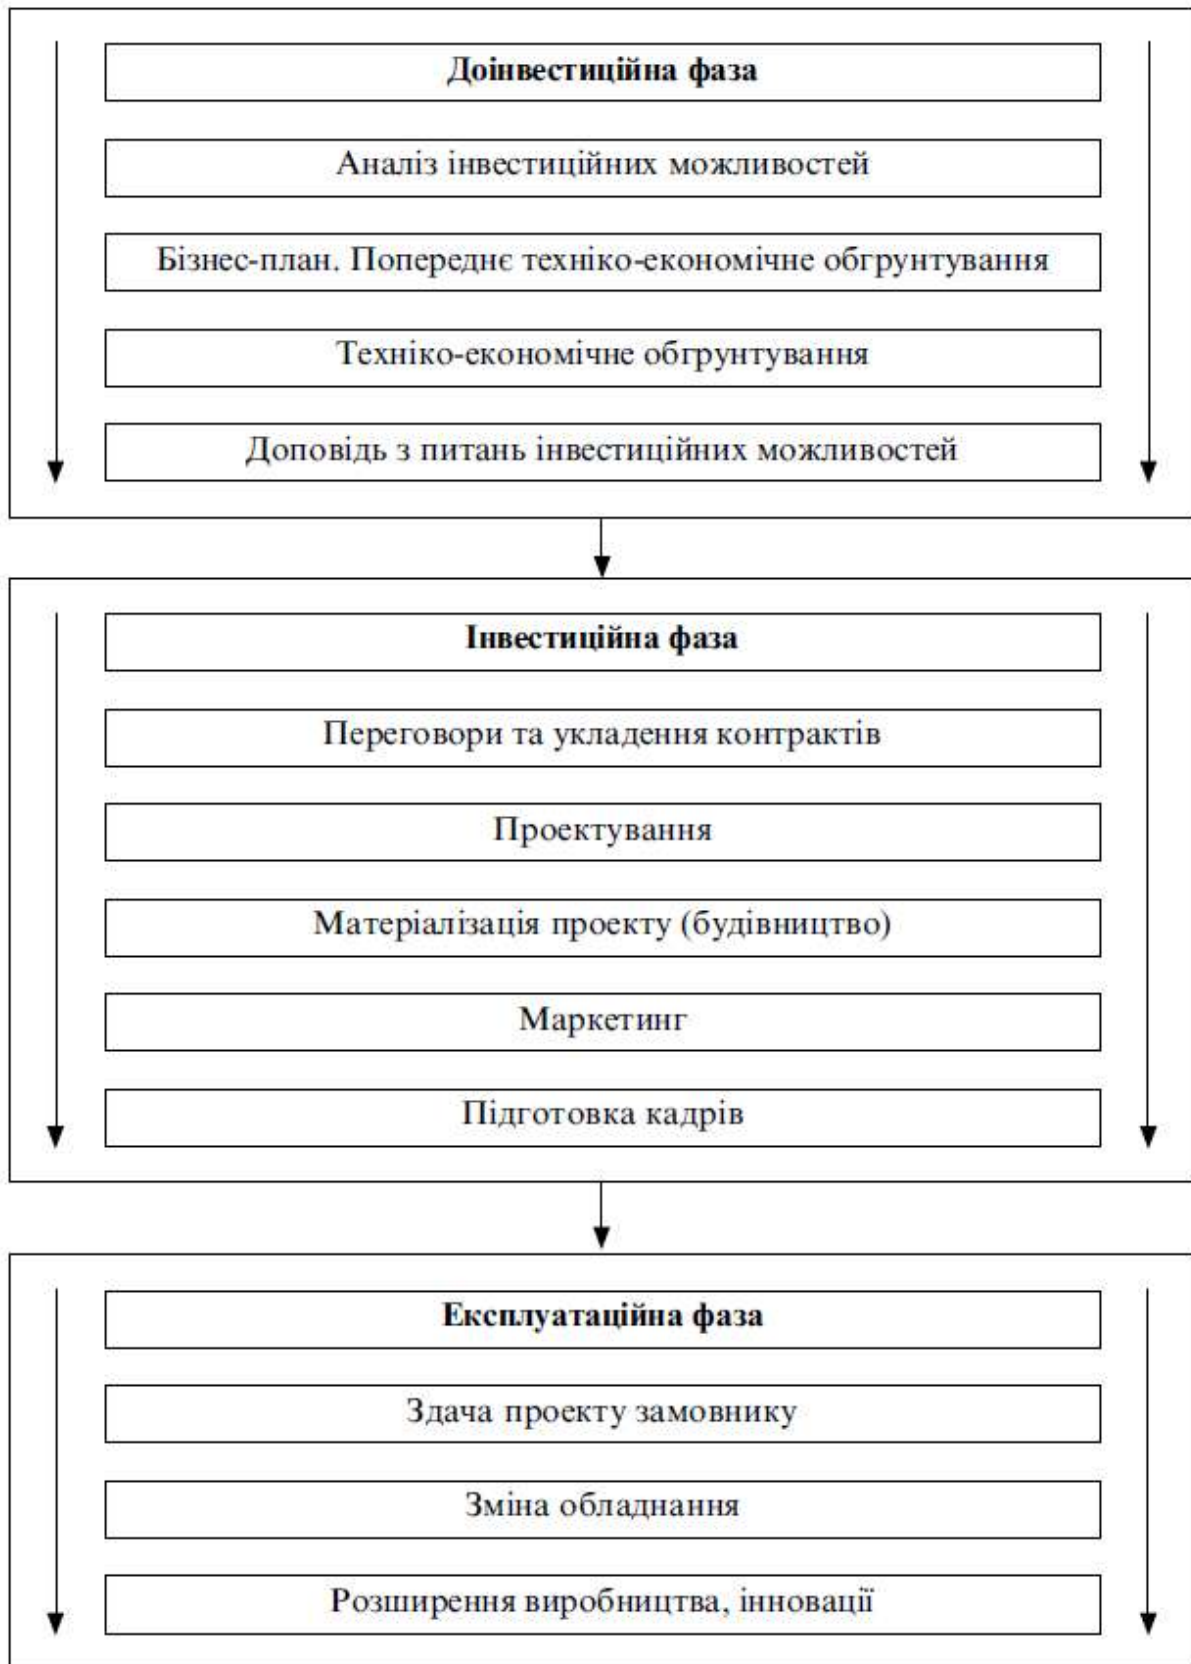 Доінвестиційна фаза
Аналіз інвестиційних можливостей
Бізнес-план. Попереднє техніко-економічне обгрунтування
Техніко-економічне обгрунтування
Доповідь з питань інвестиційних можливостей
Інвестиційна фаза
Переговори та укладення контрактів
Проектування
Матеріалізація проекту (будівництво)
Маркетинг
Підготовка кадрів
Експлуатаційна фаза
Здача проекту замовнику
Зміна обладнання
Розширення виробництва, інновації